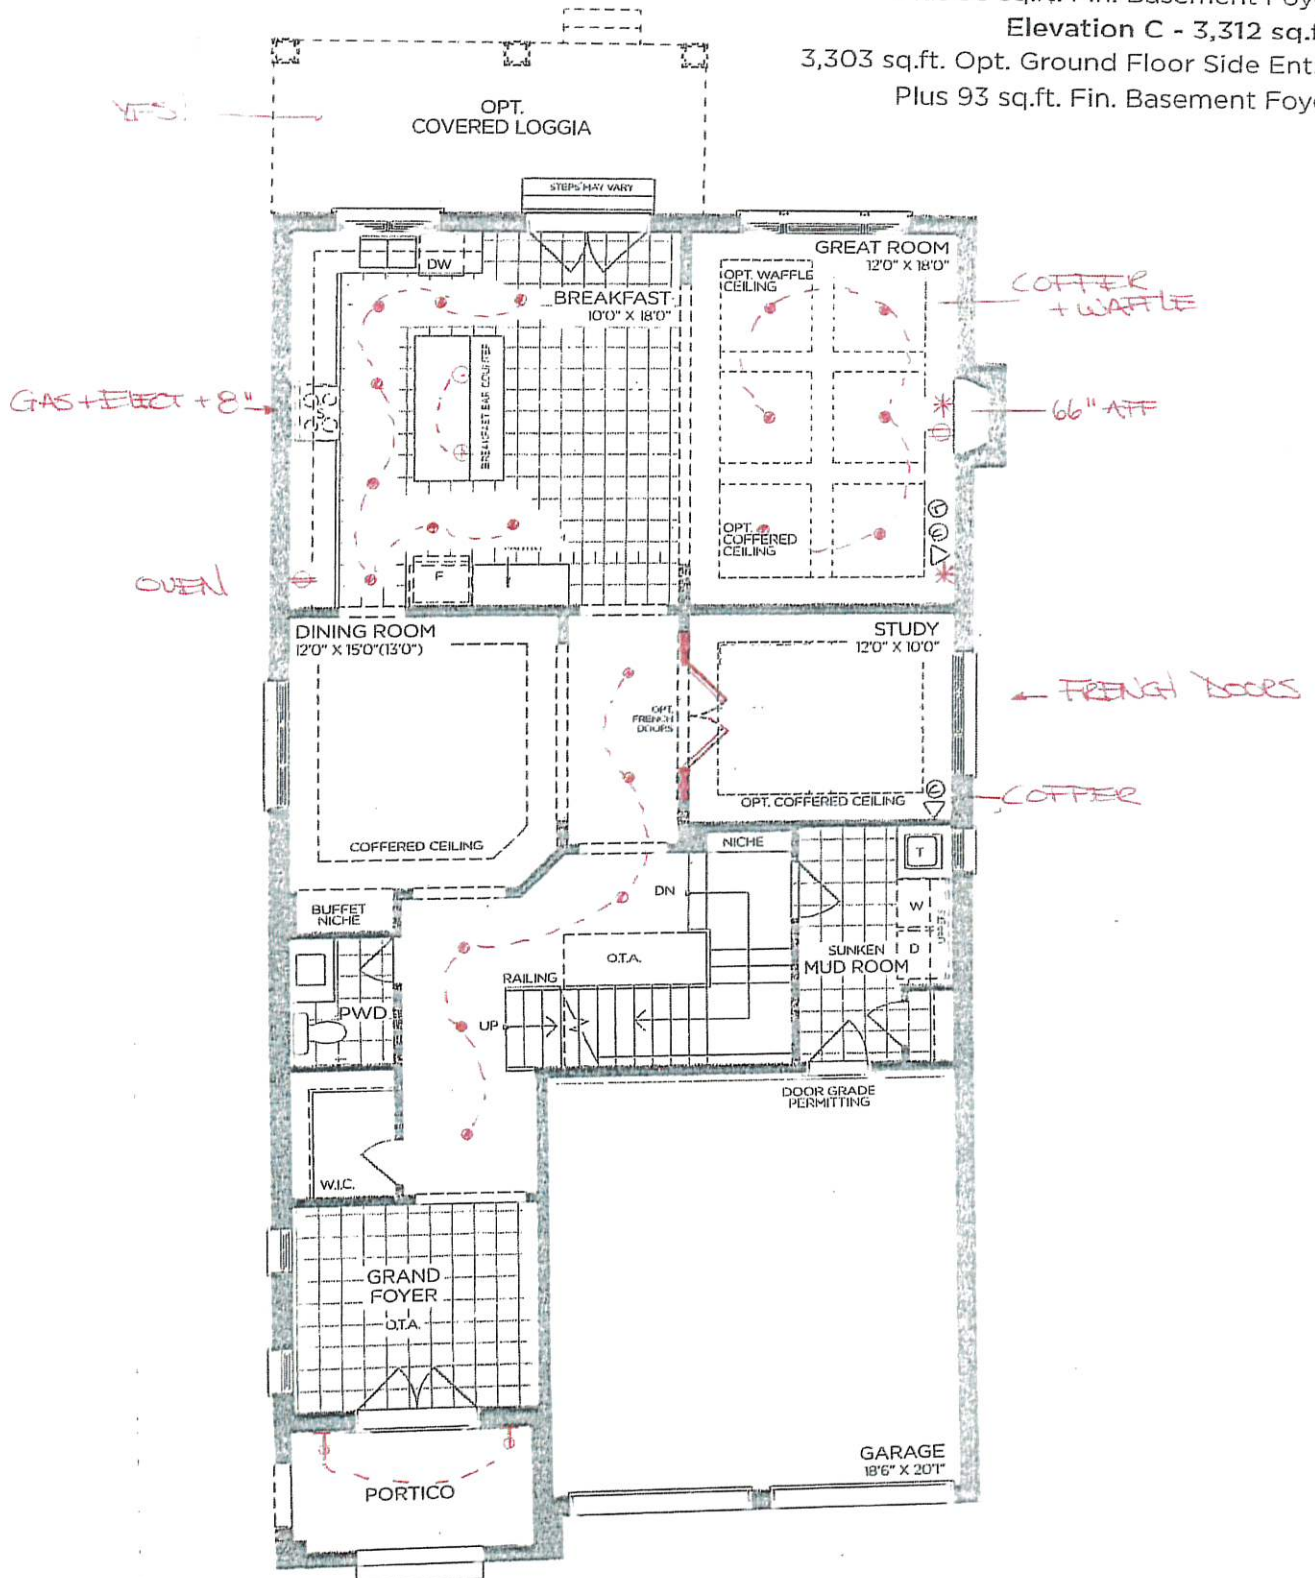 Fin. Basement Foy
Elevation C - 3,312 sq.f
3,303 sq.ft. Opt. Ground Floor Side Ent
Plus 93 sq.ft. Fin. Basement Foy
OPT.
COVERED LOGGIA
STEPS MAY VARY
DW
BREAKFAST
10'0" X 18'0"
BREAKFAST BAR COUNTER
GREAT ROOM
12'0" X 18'0"
OPT. WAFFLE
CEILING
COFFER
+ WAFFLE
GAS + ELECT + 8"
66" AFF
OPT.
COFFERED
CEILING
T
C
F
OVEN
DINING ROOM
12'0" X 15'0"(13'0")
STUDY
12'0" X 10'0"
OPT.
FRENCH
DOORS
FRENCH DOORS
C
OPT. COFFERED CEILING
COFFER
COFFERED CEILING
NICHE
T
DN
W
BUFFET
NICHE
O.T.A.
SUNKEN
MUD ROOM
D
RAILING
PWD
UP
DOOR GRADE
PERMITTING
W.I.C.
GRAND
FOYER
O.T.A.
GARAGE
18'6" X 20'1"
PORTICO